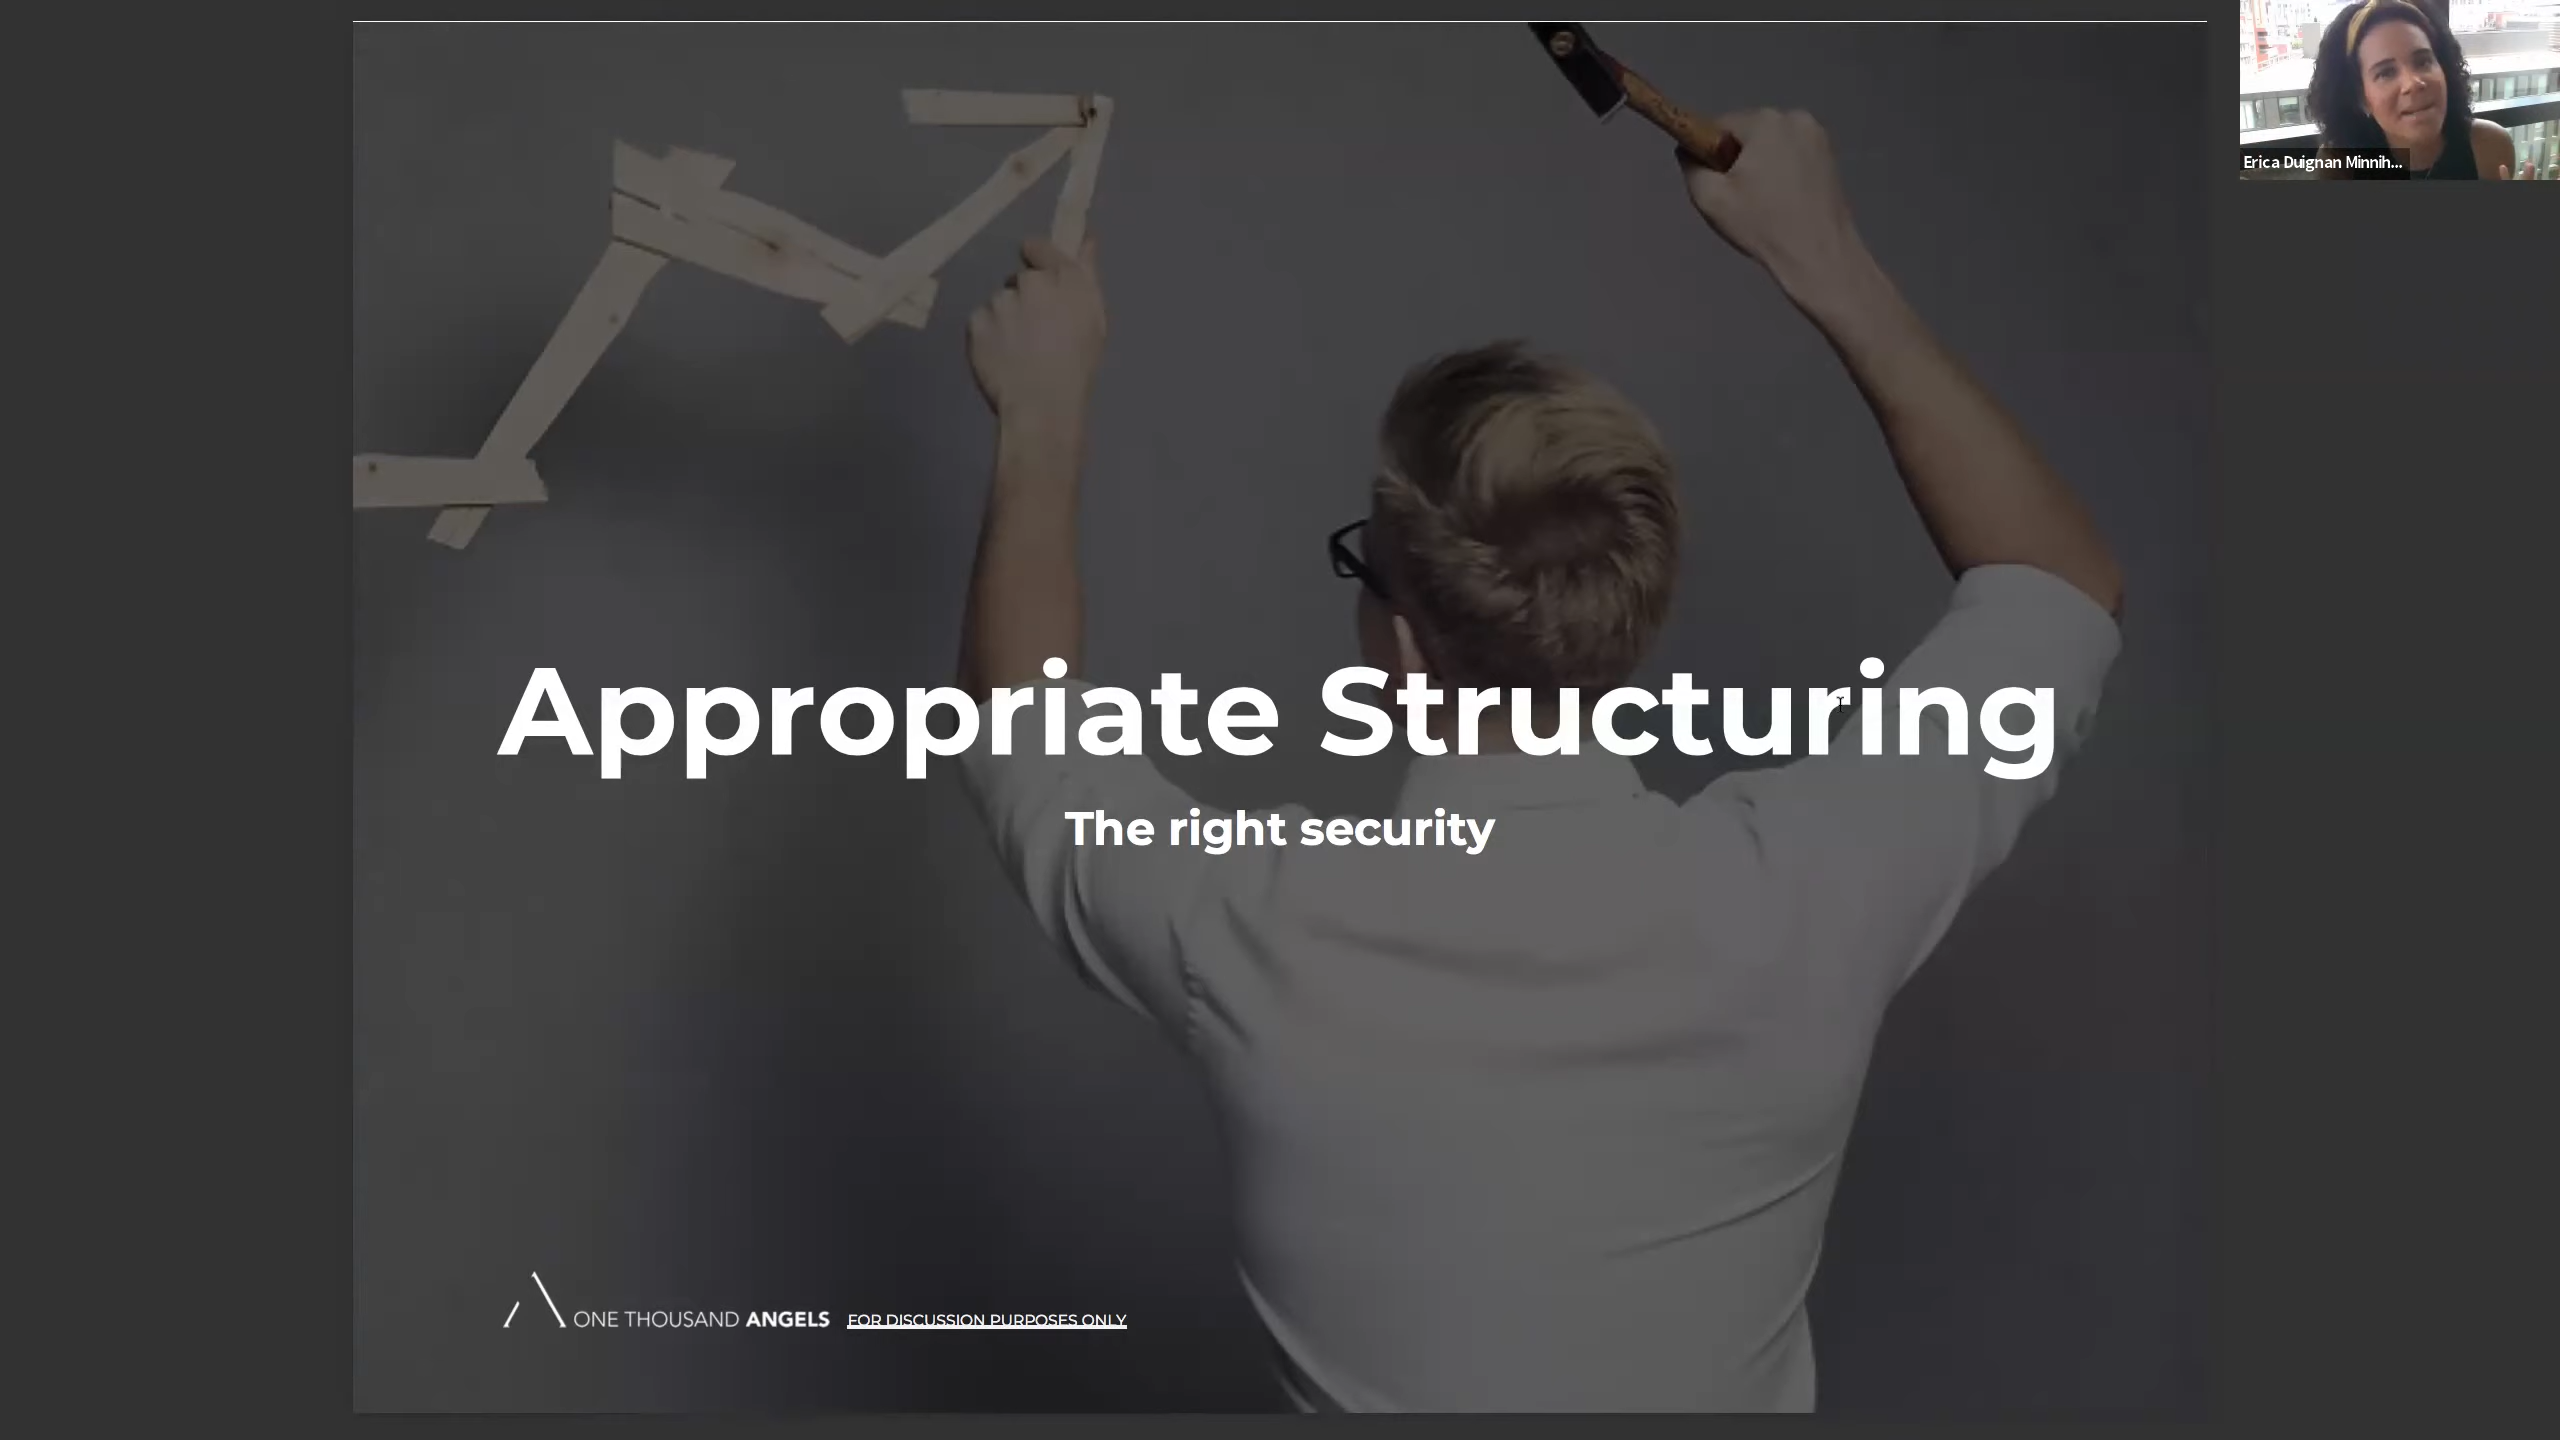 Erica Duignan Minnih...
Appropriate Structuring
The right security
ONE THOUSAND ANGELS FOR DISCUSSION PURPOSES ONLY